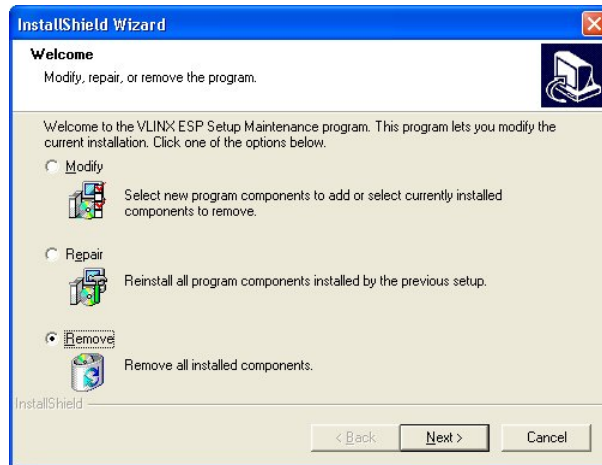 InstallShield Wizard
Welcome
Modify, repair, or remove the program.
Welcome to the VLINX ESP Setup Maintenance program. This program lets you modify the
current installation. Click one of the options below.
Modify
Select new program components to add or select currently installed
components to remove.
Repair
Reinstall all program components installed by the previous setup.
Remove
Remove all installed components.
InstallShield
< Back
Next >
Cancel